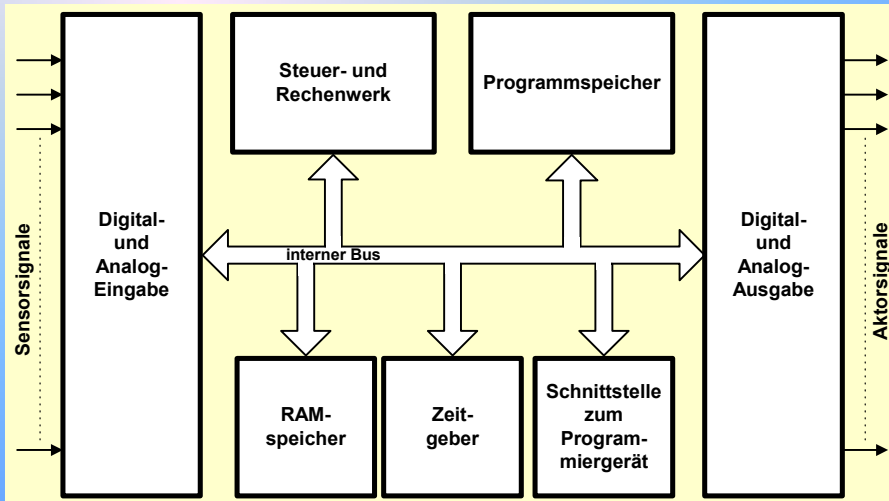 Sensorsignale
Digital-
und
Analog-
Eingabe
Steuer- und
Rechenwerk
Programmspeicher
interner Bus
RAM-
speicher
Zeit-
geber
Schnittstelle
zum
Program-
miergerät
Digital-
und
Analog-
Ausgabe
Aktorsignale